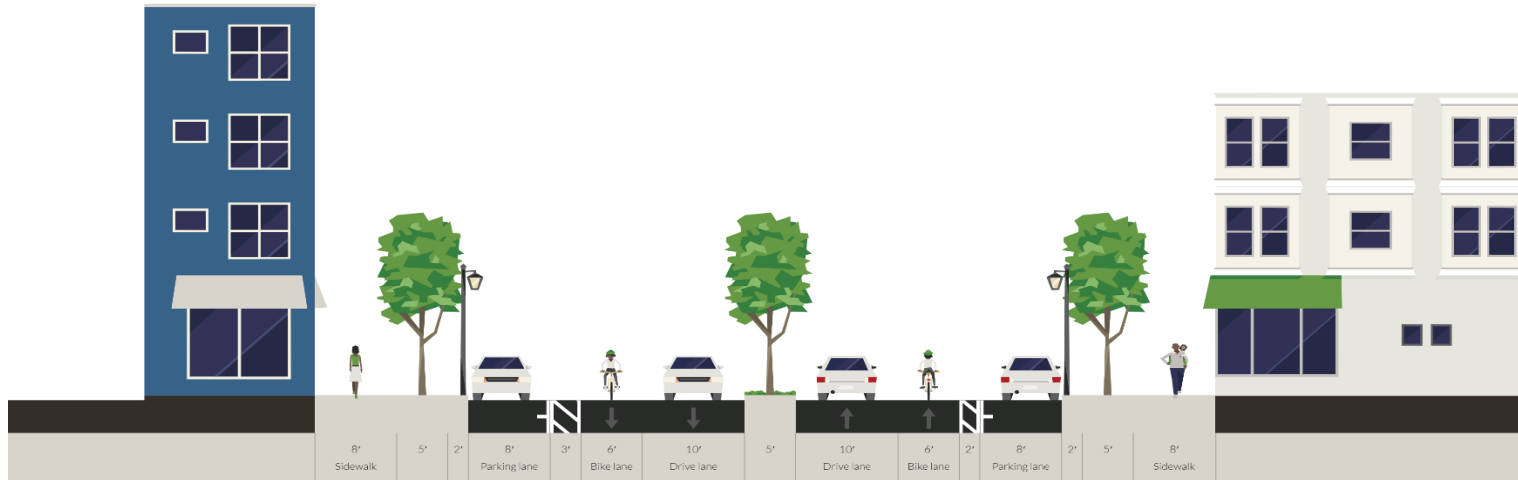 8' 5' 2' 8' 3' 6' 10' 5' 10' 6' 2' 8' 2' 5' 8'
Sidewalk Parking lane Bike lane Drive lane Drive lane Bike lane Parking lane Sidewalk